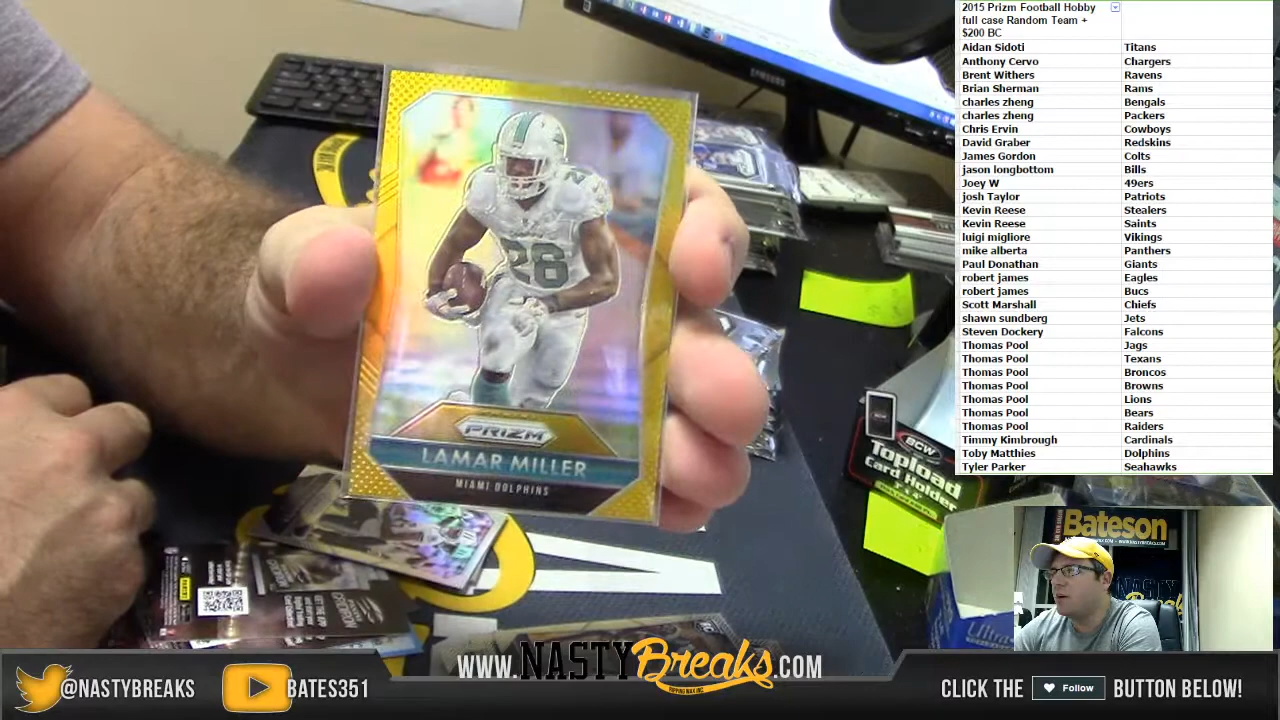 2015 Prizm Football Hobby
full case Random Team +
$200 BC
Aidan Sidoti Titans
Anthony Cervo Chargers
Brent Withers Ravens
Brian Sherman Rams
charles zheng Bengals
charles zheng Packers
Chris Ervin Cowboys
David Graber Redskins
James Gordon Colts
jason longbottom Bills
Joey W 49ers
josh Taylor Patriots
Kevin Reese Stealers
Kevin Reese Saints
luigi migliore Vikings
mike alberta Panthers
Paul Donathan Giants
robert james Eagles
robert james Bucs
Scott Marshall Chiefs
shawn sundberg Jets
Steven Dockery Falcons
Thomas Pool Jags
Thomas Pool Texans
Thomas Pool Broncos
Thomas Pool Browns
Thomas Pool Lions
Thomas Pool Bears
Thomas Pool Raiders
Timmy Kimbrough Cardinals
Toby Matthies Dolphins
Tyler Parker Seahawks
26
PRIZM
LAMAR MILLER
MIAMI DOLPHINS
BCW
Topload
Card Holder
Ultra
Bateson
NASTY
Breaks
@NASTYBREAKS
BATES351
WWW.NASTYBreaks.COM
CLICK THE Follow BUTTON BELOW!